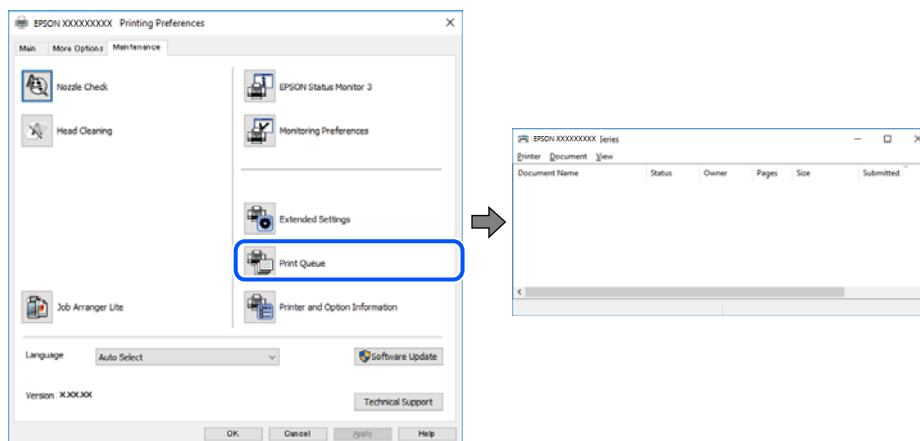 EPSON XXXXXXXXX Printing Preferences
Main More Options Maintenance
Nozzle Check
Head Cleaning
Job Arranger Lite
EPSON Status Monitor 3
Monitoring Preferences
Extended Settings
Print Queue
Printer and Option Information
Language Auto Select Software Update
Version X.XX.XX
Technical Support
OK Cancel Apply Help
EPSON XXXXXXXXX Series
Printer Document View
Document Name Status Owner Pages Size Submitted